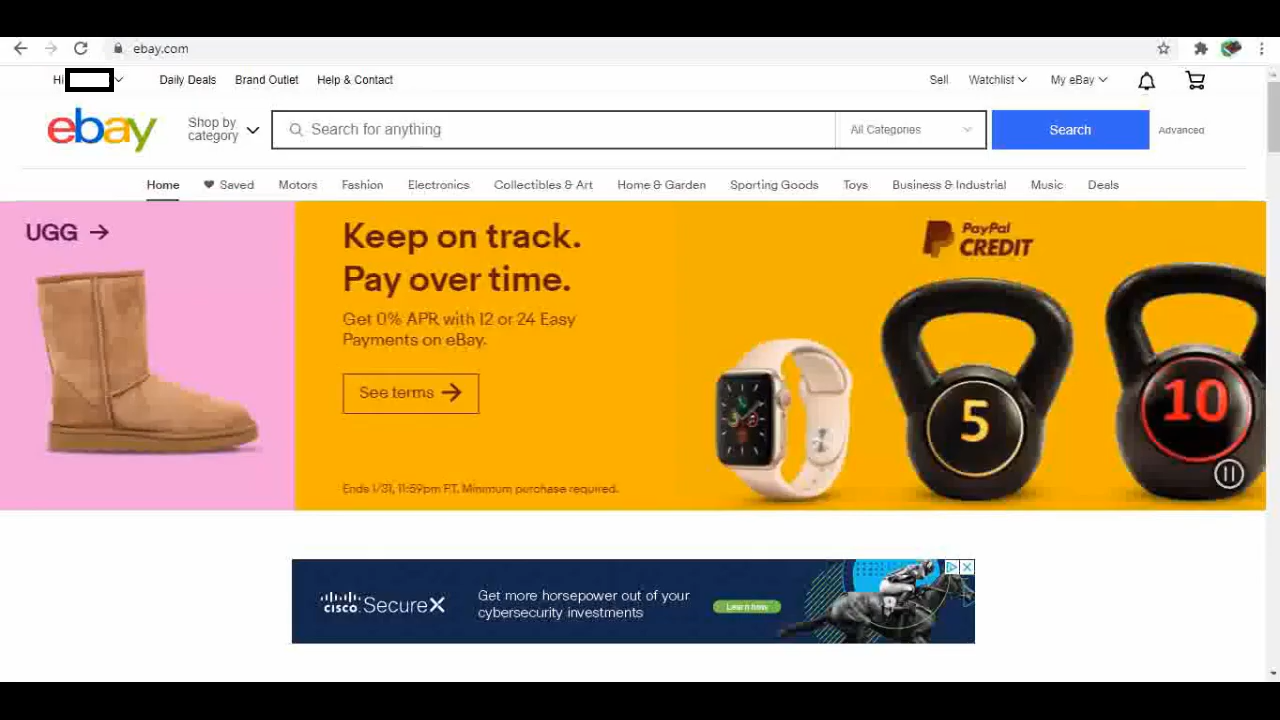 ebay.com
Hi
Daily Deals Brand Outlet Help & Contact
Sell Watchlist My eBay
ebay
Shop by
category
Search for anything
All Categories
Search
Advanced
Home Saved Motors Fashion Electronics Collectibles & Art Home & Garden Sporting Goods Toys Business & Industrial Music Deals
UGG →
Keep on track.
Pay over time.
Get 0% APR with 12 or 24 Easy
Payments on eBay.
See terms →
Ends 1/31, 11:59pm PT. Minimum purchase required.
PayPal
CREDIT
5
10
cisco SecureX
Get more horsepower out of your
cybersecurity investments
Learn how
8